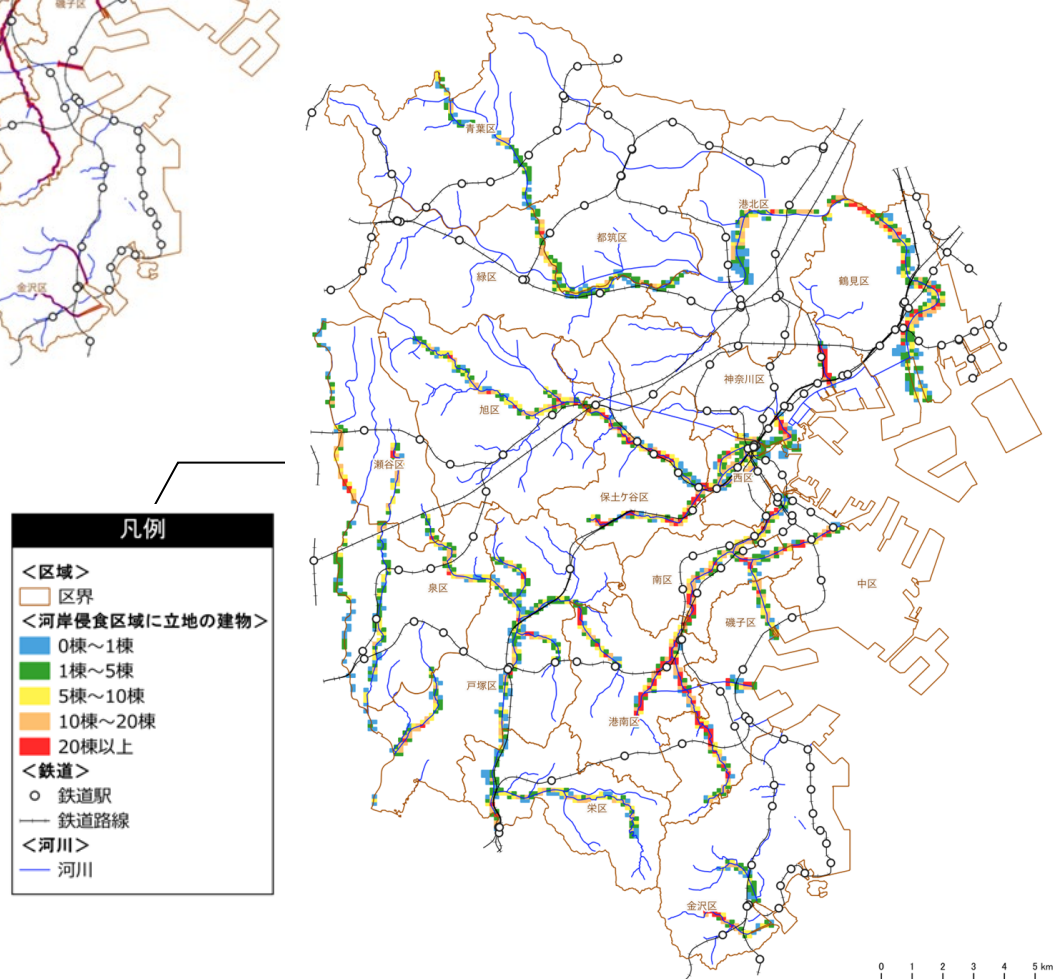 磯子区
金沢区
凡例
＜区域＞
区界
＜河岸侵食区域に立地の建物＞
0棟～1棟
1棟～5棟
5棟～10棟
10棟～20棟
20棟以上
＜鉄道＞
鉄道駅
鉄道路線
＜河川＞
河川
青葉区
港北区
都筑区
緑区
鶴見区
神奈川区
旭区
瀬谷区
西区
保土ケ谷区
南区
中区
泉区
磯子区
戸塚区
港南区
栄区
金沢区
0 1 2 3 4 5 km